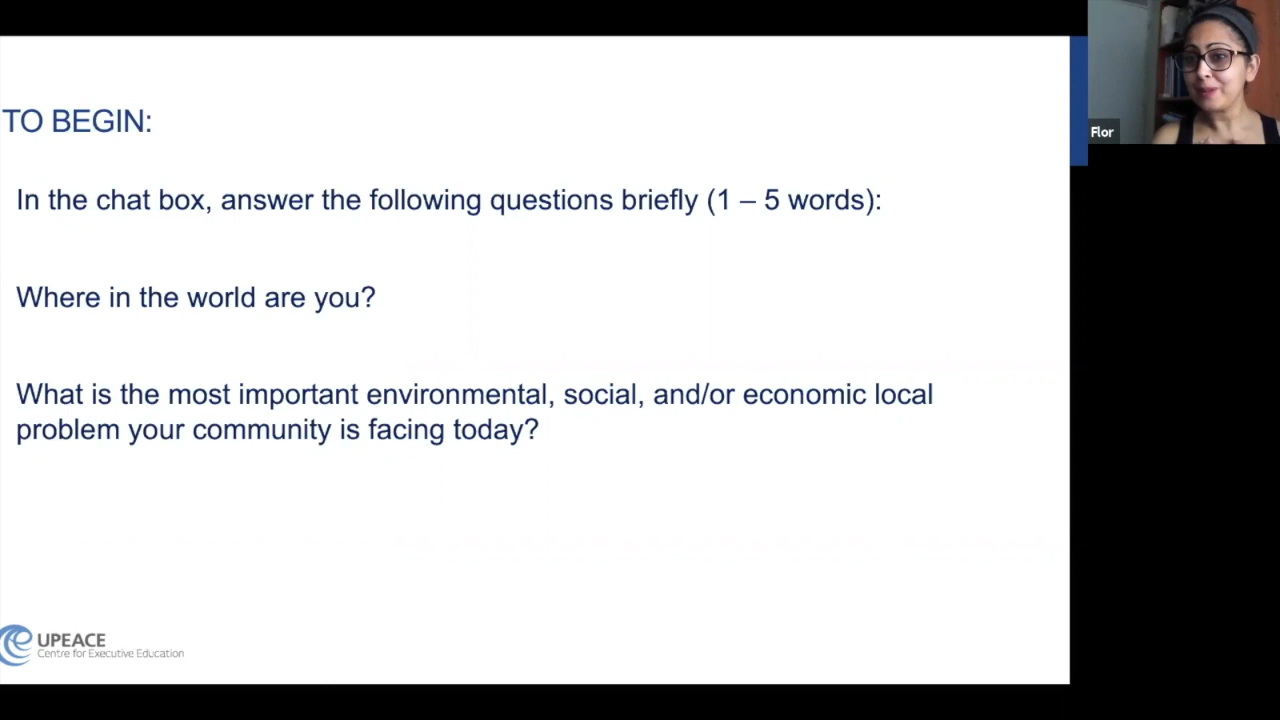 TO BEGIN:
In the chat box, answer the following questions briefly (1 – 5 words):
Where in the world are you?
What is the most important environmental, social, and/or economic local
problem your community is facing today?
UPEACE
Centre for Executive Education
Flor